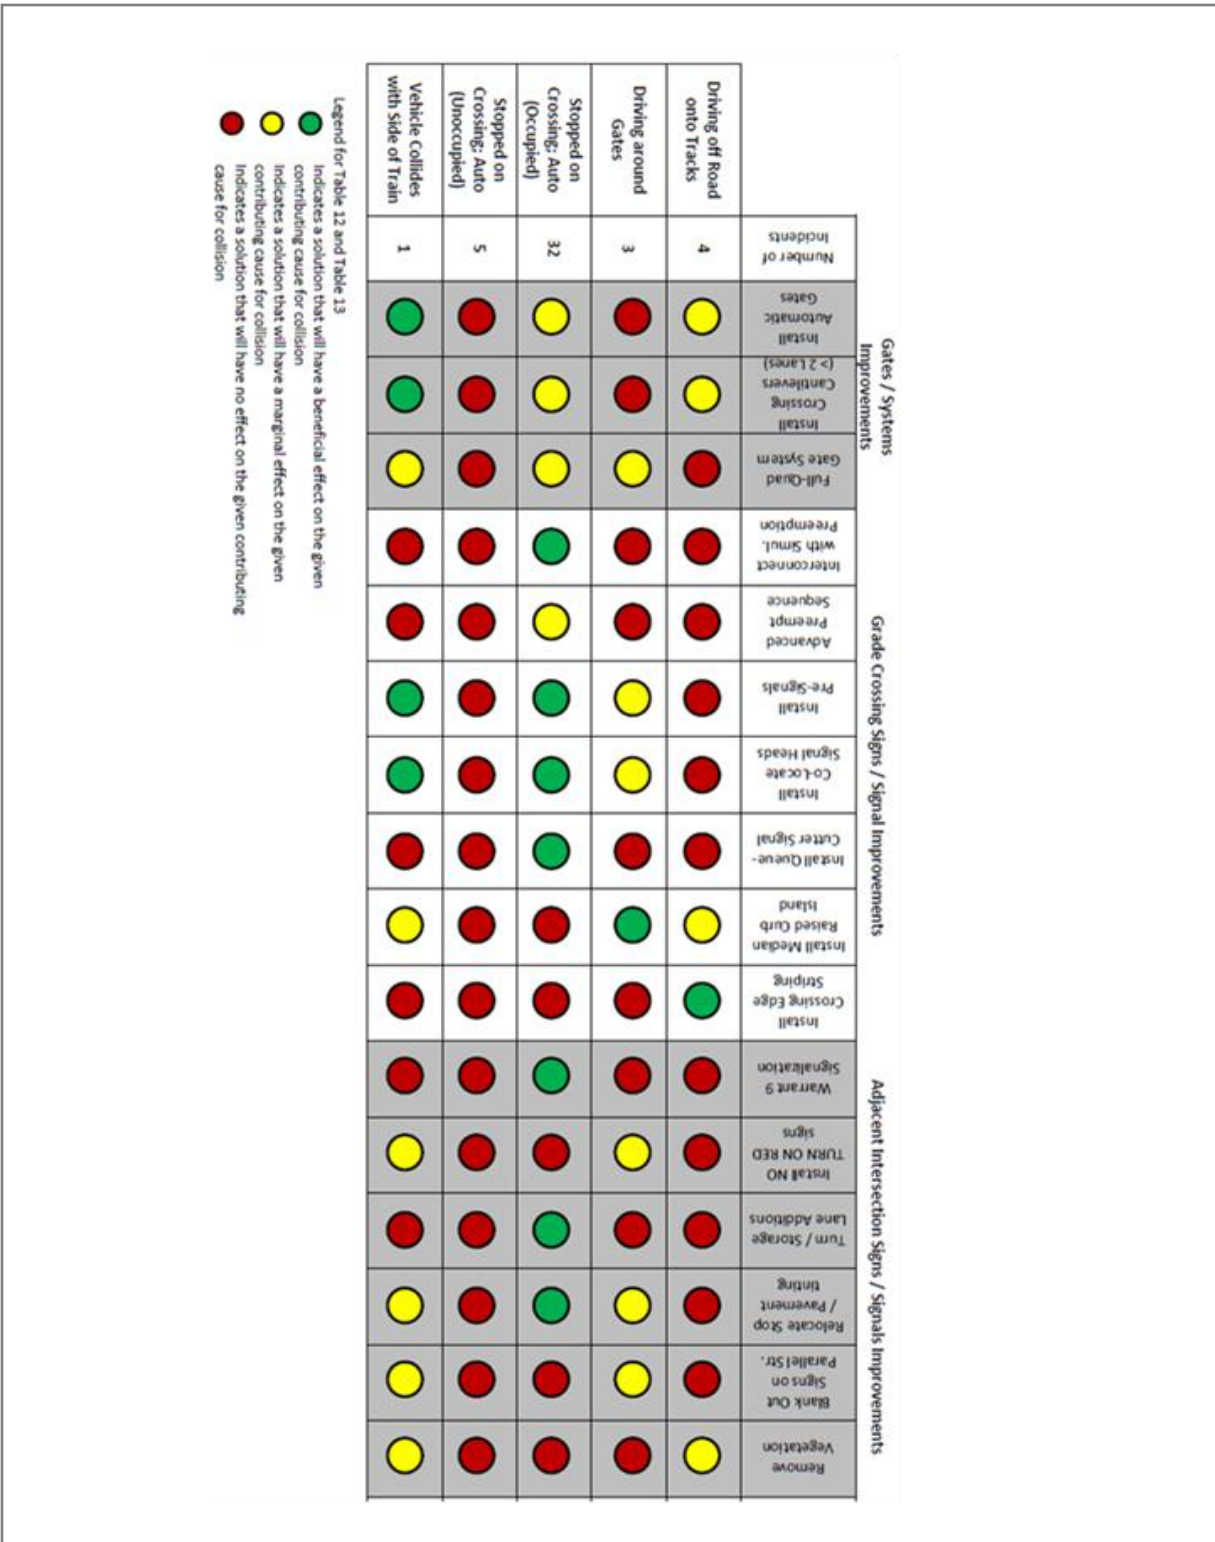 Gates / Systems
Improvements
Grade Crossing Signs / Signal Improvements
Adjacent Intersection Signs / Signals Improvements
Number of
Incidents
Install
Automatic
Gates
Install
Crossing
Cantilevers
(> 2 Lanes)
Full-Quad
Gate System
Interconnect
with Simul.
Preemption
Advanced
Preempt
Sequence
Install
Pre-Signals
Install
Co-Locate
Signal Heads
Install Queue-
Cutter Signal
Install Median
Raised Curb
Island
Install
Crossing Edge
Striping
Warrant 9
Signalization
Install NO
TURN ON RED
signs
Turn / Storage
Lane Additions
Relocate Stop
/ Pavement
tinting
Blank Out
Signs on
Parallel Str.
Remove
Vegetation
Driving off Road
onto Tracks
4
Driving around
Gates
3
Stopped on
Crossing; Auto
(Occupied)
32
Stopped on
Crossing; Auto
(Unoccupied)
5
Vehicle Collides
with Side of Train
1
Legend for Table 12 and Table 13
Indicates a solution that will have a beneficial effect on the given
contributing cause for collision
Indicates a solution that will have a marginal effect on the given
contributing cause for collision
Indicates a solution that will have no effect on the given contributing
cause for collision